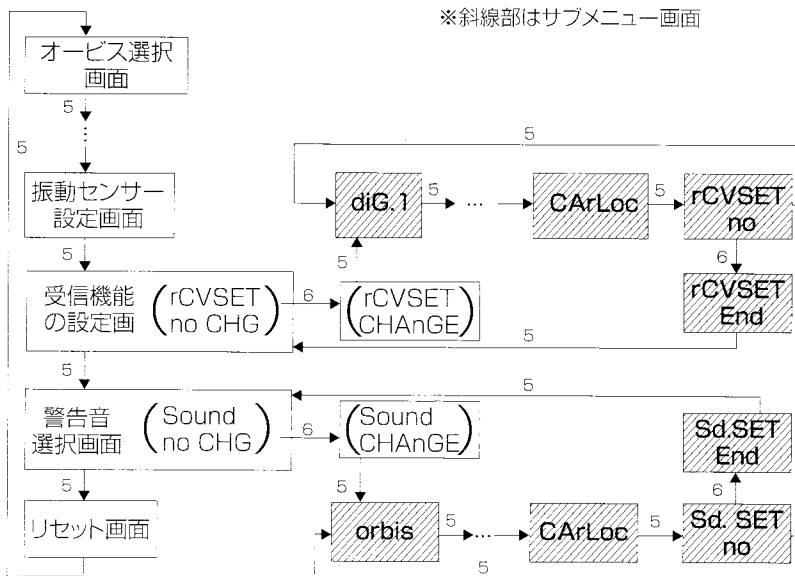 ※斜線部はサブメニュー画面
オービス選択
画面
5
5
5
振動センサー
設定画面
5
diG.1
5
…
CArLoc
5
rCVSET
no
5
6
受信機能
の設定画
(rCVSET
no CHG)
6
(rCVSET
CHAnGE)
rCVSET
End
5
5
警告音
選択画面
(Sound
no CHG)
6
(Sound
CHAnGE)
Sd.SET
End
5
5
6
リセット画面
orbis
5
…
CArLoc
5
Sd. SET
no
5